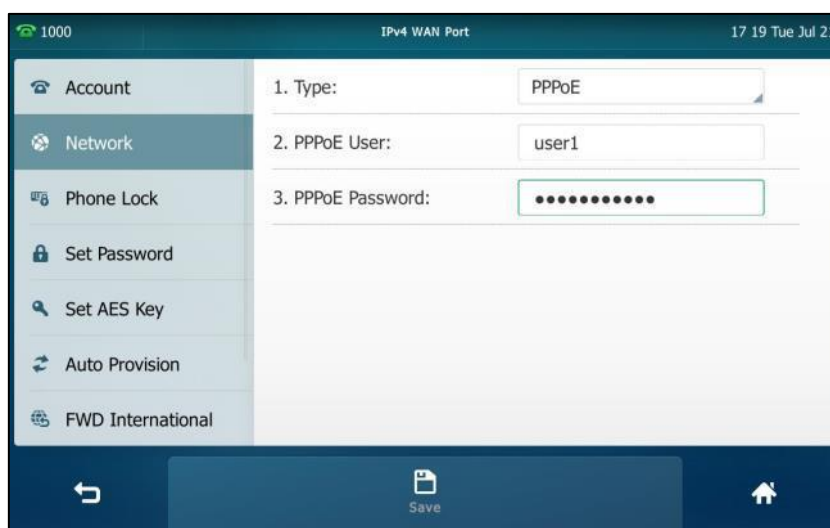 1000 IPv4 WAN Port 17 19 Tue Jul 2
Account
Network
Phone Lock
Set Password
Set AES Key
Auto Provision
FWD International
1. Type: PPPoE
2. PPPoE User: user1
3. PPPoE Password: •••••••••••
Save